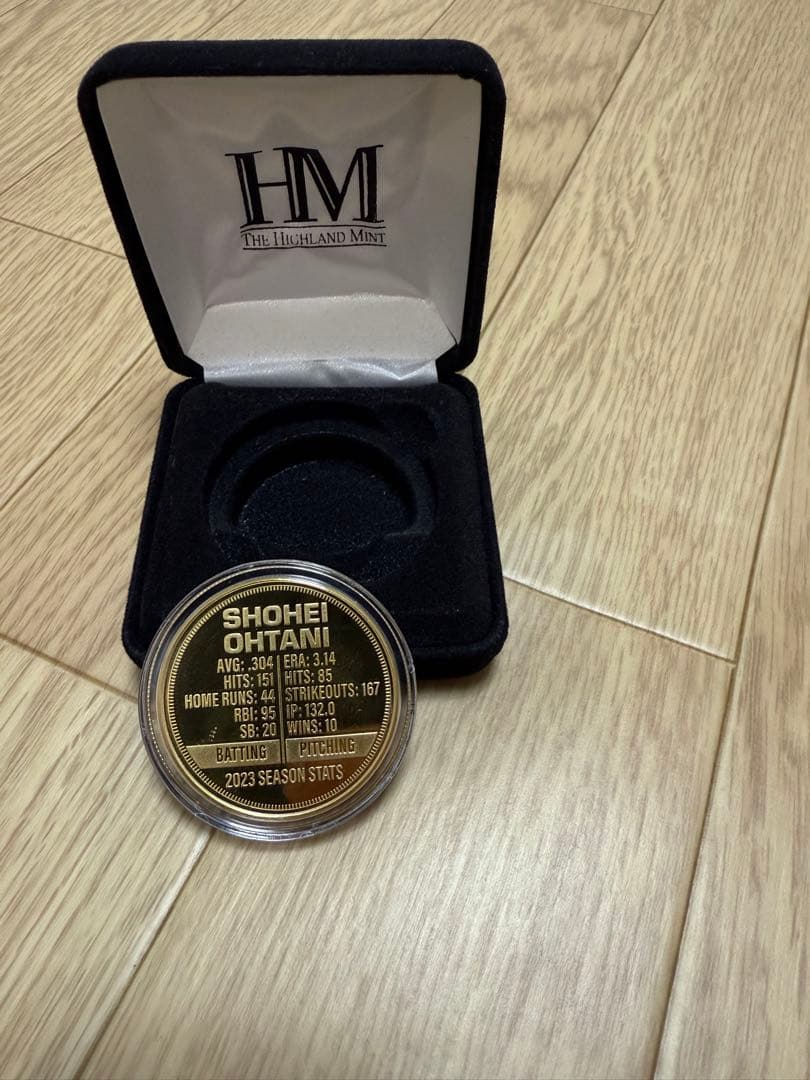 HM
THE HIGHLAND MINT
SHOHEI
OHTANI
AVG: .304 ERA: 3.14
HITS: 151 HITS: 85
HOME RUNS: 44 STRIKEOUTS: 167
RBI: 95 IP: 132.0
SB: 20 WINS: 10
BATTING PITCHING
2023 SEASON STATS